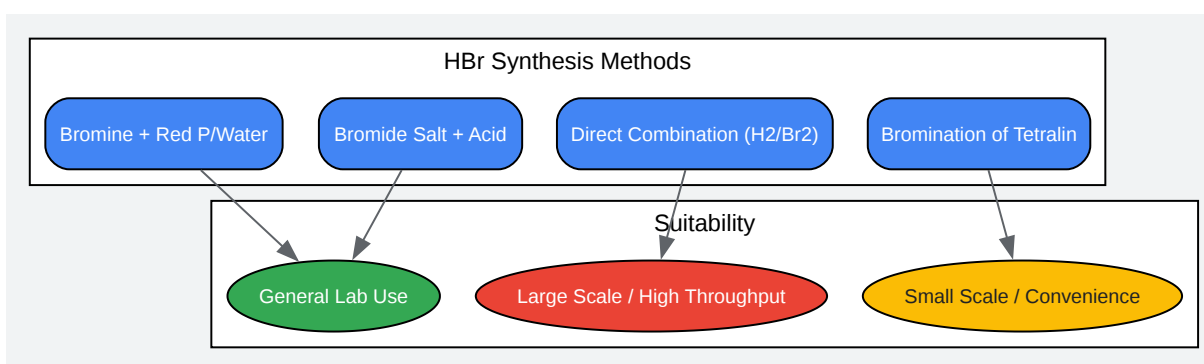 HBr Synthesis Methods
Bromine + Red P/Water
Bromide Salt + Acid
Direct Combination (H2/Br2)
Bromination of Tetralin
Suitability
General Lab Use
Large Scale / High Throughput
Small Scale / Convenience